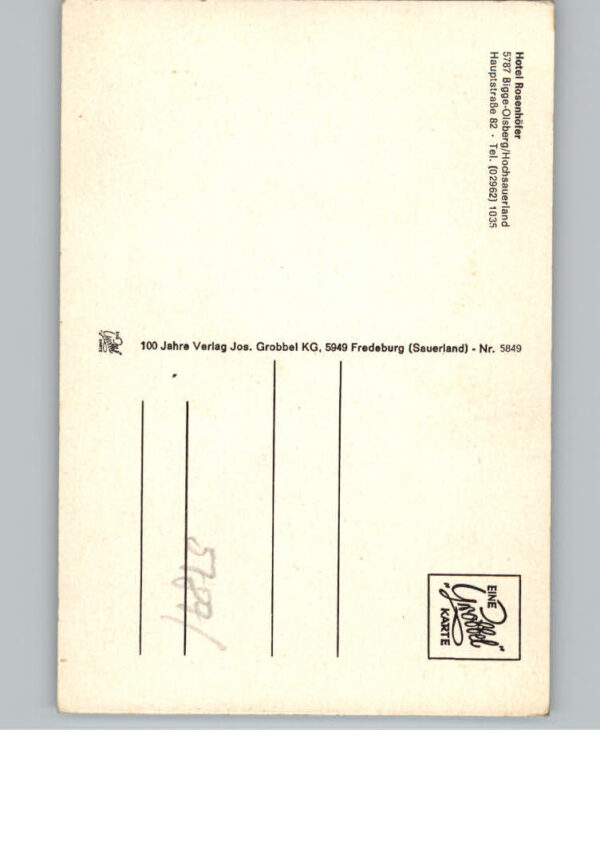 Hotel Rosenhöfer
5787 Bigge-Olsberg/Hochsauerland
Hauptstraße 82 · Tel. (02962) 1035
100 Jahre Verlag Jos. Grobbel KG, 5949 Fredeburg (Sauerland) - Nr. 5849
EINE
„Grobbel“
KARTE